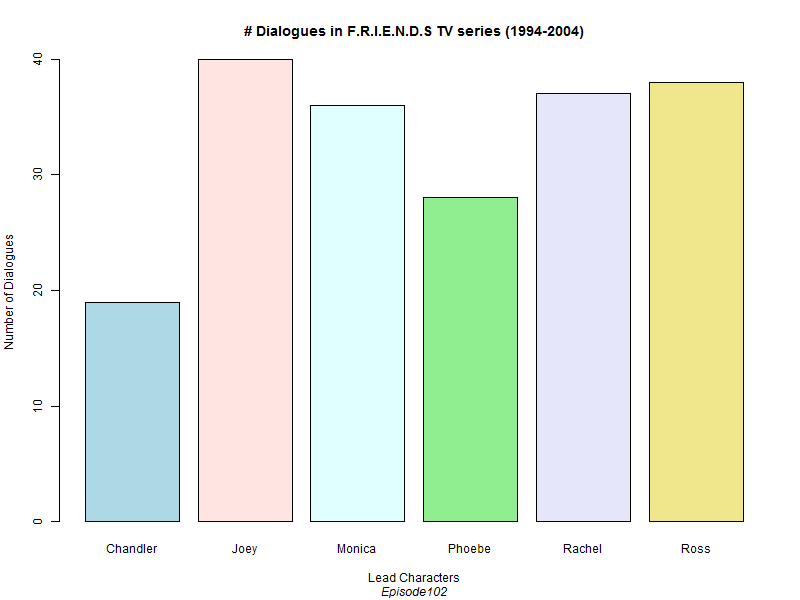 # Dialogues in F.R.I.E.N.D.S TV series (1994-2004)
Number of Dialogues
40
30
20
10
0
Chandler Joey Monica Phoebe Rachel Ross
Lead Characters
Episode102